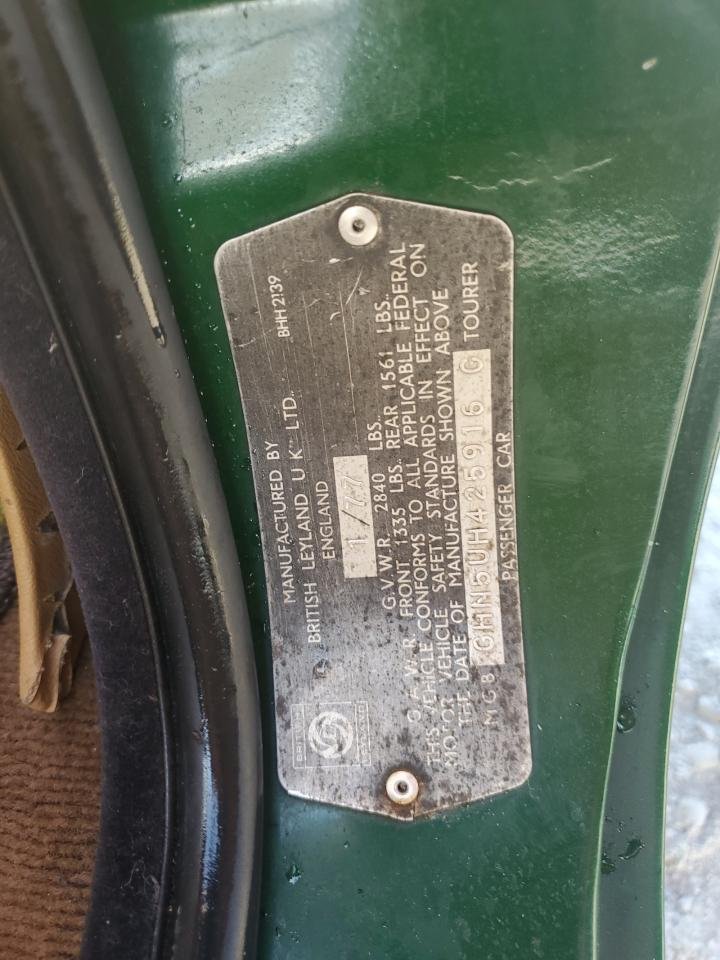 MANUFACTURED BY BHH 2139
BRITISH LEYLAND U K LTD.
ENGLAND
1/77
G.V.W.R. 2840 LBS.
G.A.W.R. FRONT 1335 LBS. REAR 1561 LBS.
THIS VEHICLE CONFORMS TO ALL APPLICABLE FEDERAL
MOTOR VEHICLE SAFETY STANDARDS IN EFFECT ON
THE DATE OF MANUFACTURE SHOWN ABOVE
MGB GHN5UH425916 G TOURER
PASSENGER CAR
BRITISH
LEYLAND